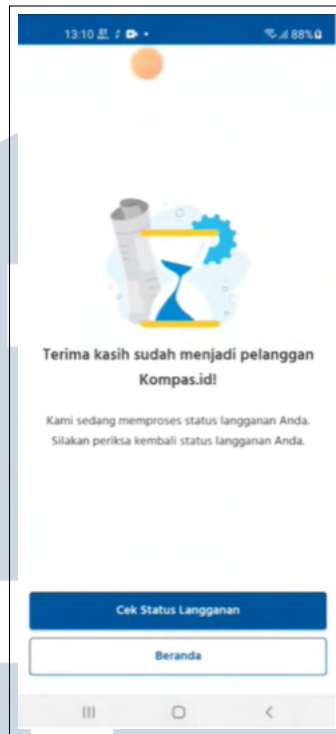 13:10
88%
Terima kasih sudah menjadi pelanggan
Kompas.id!
Kami sedang memproses status langganan Anda.
Silakan periksa kembali status langganan Anda.
Cek Status Langganan
Beranda